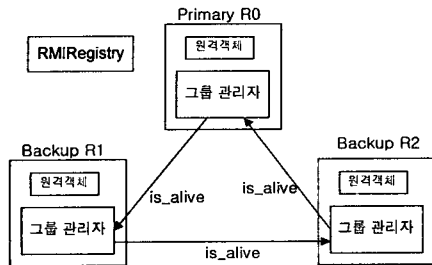 Primary R0
RMIRegistry
원격객체
그룹 관리자
Backup R1
Backup R2
원격객체
원격객체
is_alive
is_alive
그룹 관리자
그룹 관리자
is_alive